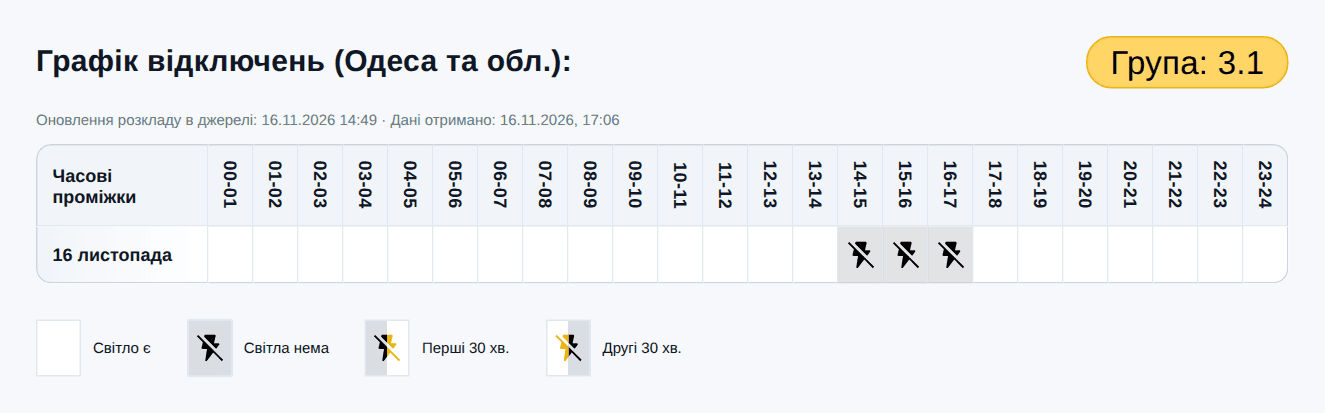 Графік відключень (Одеса та обл.):
Група: 3.1
Оновлення розкладу в джерелі: 16.11.2026 14:49 · Дані отримано: 16.11.2026, 17:06
Часові
проміжки
00-01 01-02 02-03 03-04 04-05 05-06 06-07 07-08 08-09 09-10 10-11 11-12 12-13 13-14 14-15 15-16 16-17 17-18 18-19 19-20 20-21 21-22 22-23 23-24
16 листопада
Світло є Світла нема Перші 30 хв. Другі 30 хв.